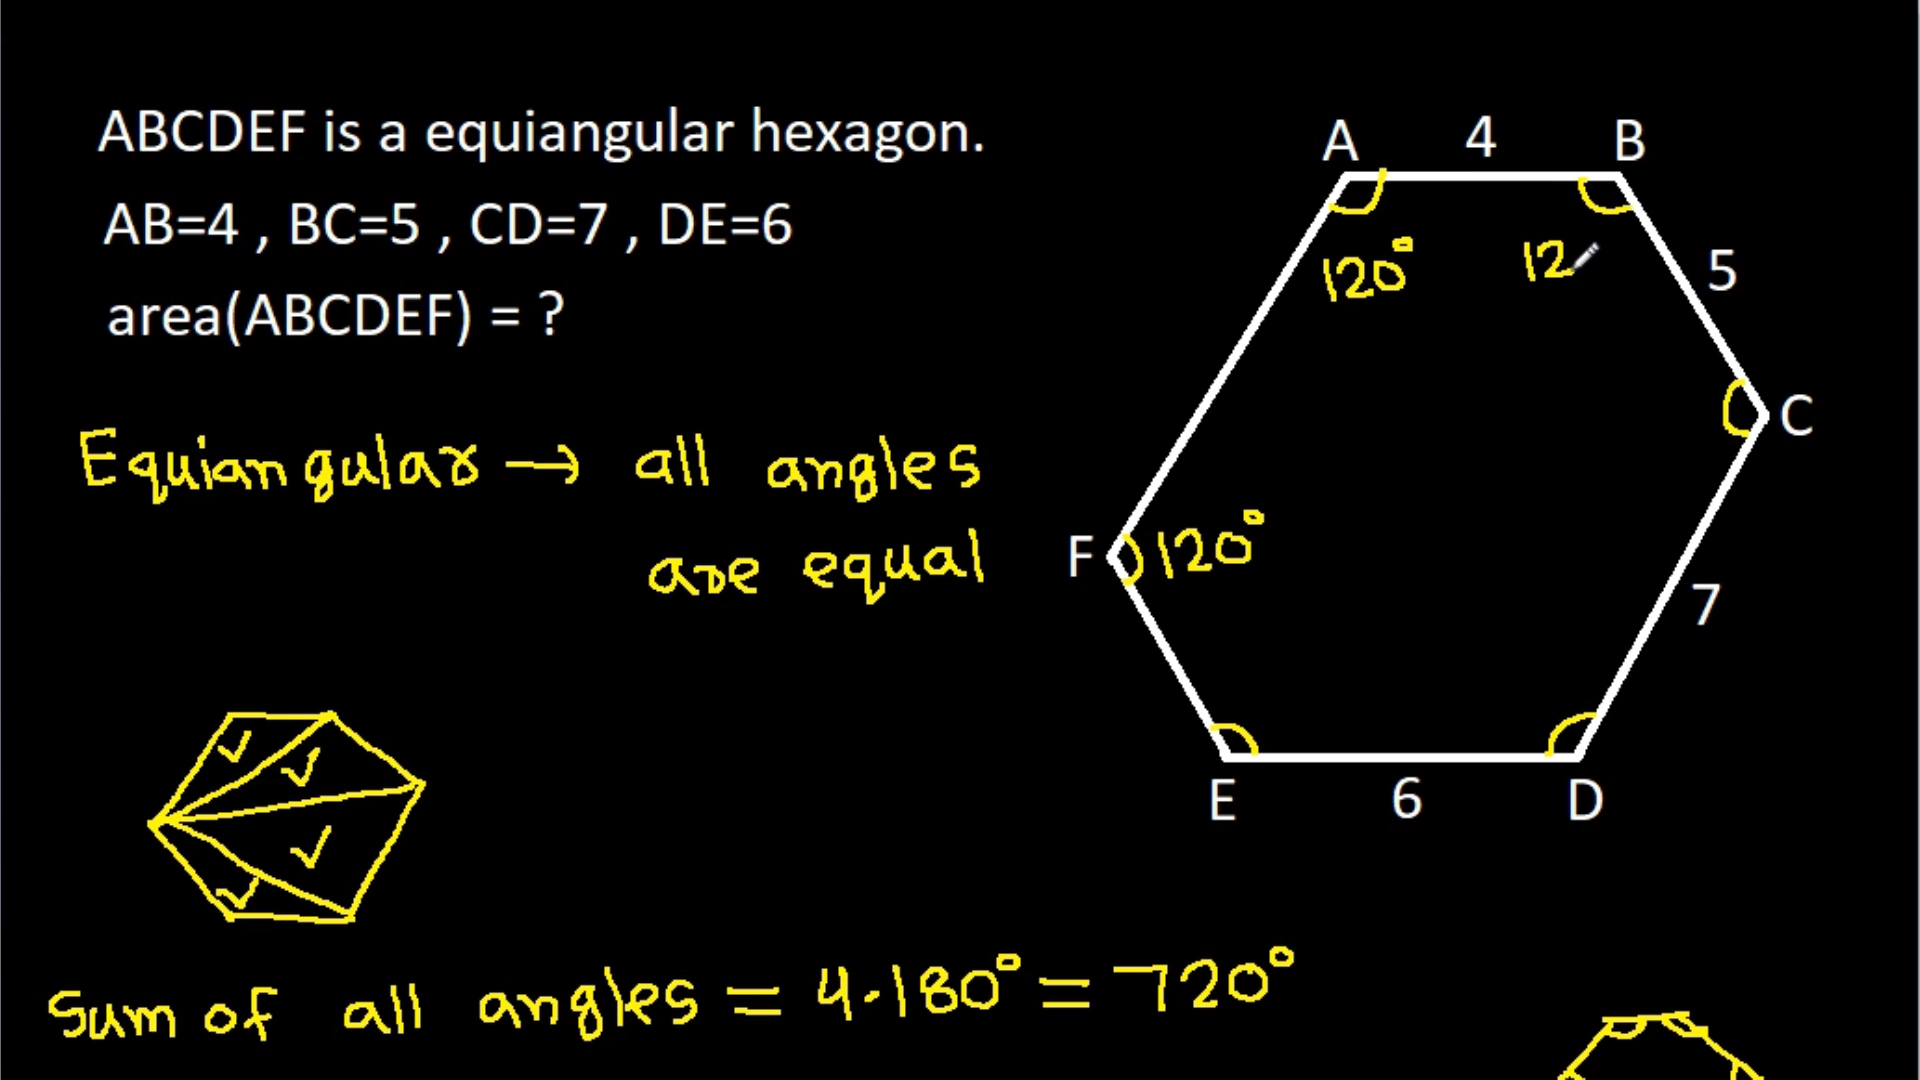 ABCDEF is a equiangular hexagon.
AB=4 , BC=5 , CD=7 , DE=6
area(ABCDEF) = ?
Equiangular → all angles
are equal
A 4 B
120° 12
5
C
F 120°
7
E 6 D
Sum of all angles = 4·180° = 720°